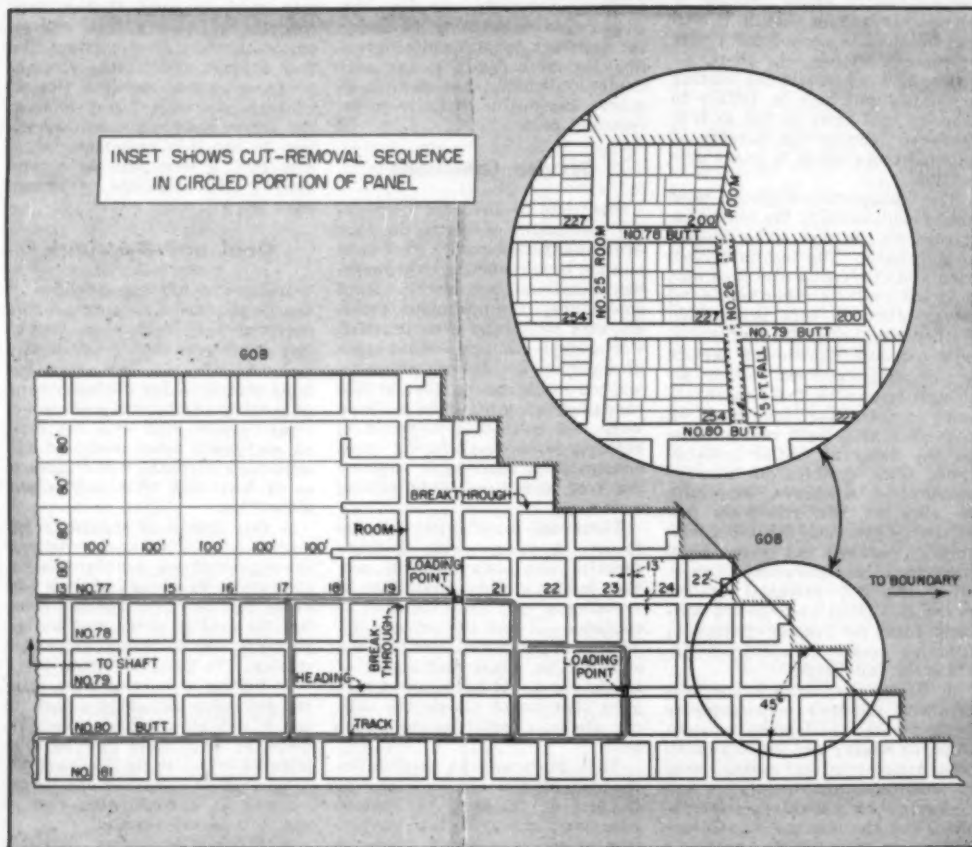 INSET SHOWS CUT-REMOVAL SEQUENCE
IN CIRCLED PORTION OF PANEL
227
200
ROOM
NO.78 BUTT
NO.25 ROOM
254
227
NO.26
200
NO.79 BUTT
5 FT. FALL
254
227
NO.80 BUTT
GOB
80'
80'
80'
80'
BREAKTHROUGH
ROOM
GOB
100'
100'
100'
100'
100'
LOADING
POINT
13'
TO BOUNDARY
13
NO.77
15
16
17
18
19
21
22
23
24
22'
NO.78
BREAK-
THROUGH
TO SHAFT
NO.79
HEADING
LOADING
POINT
45°
NO.80
BUTT
TRACK
NO. 81